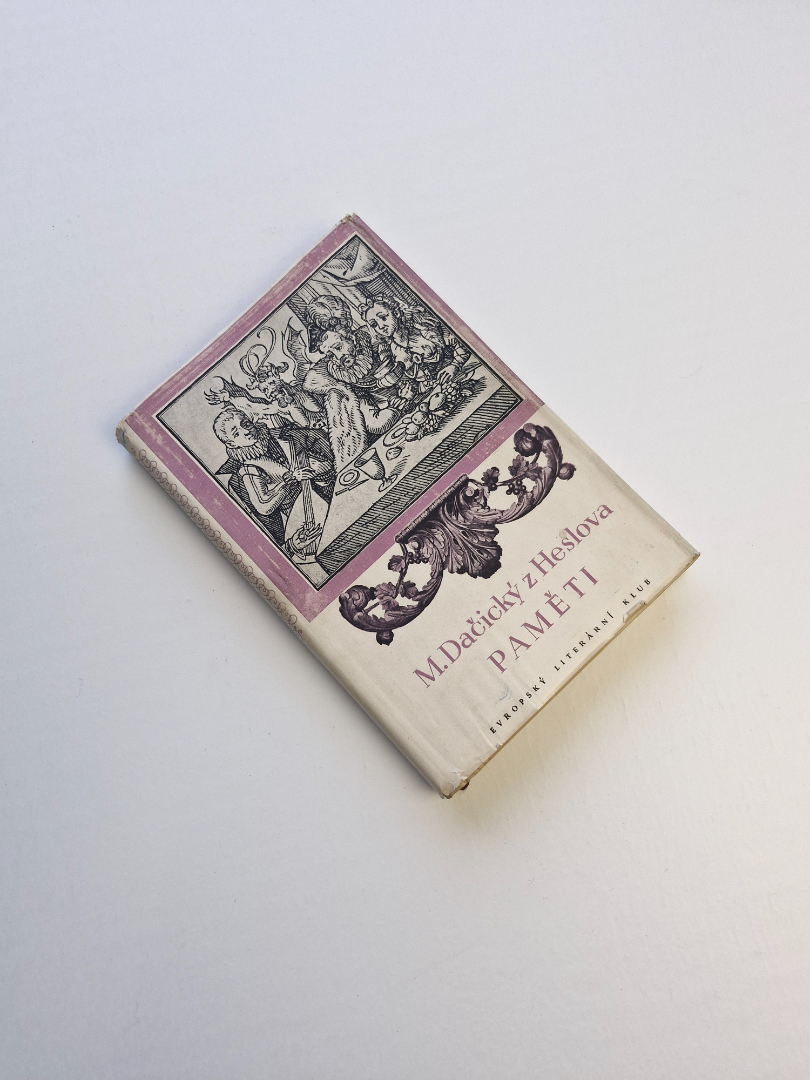 M. Dačický z Heslova
PAMĚTI
EVROPSKÝ LITERÁRNÍ KLUB